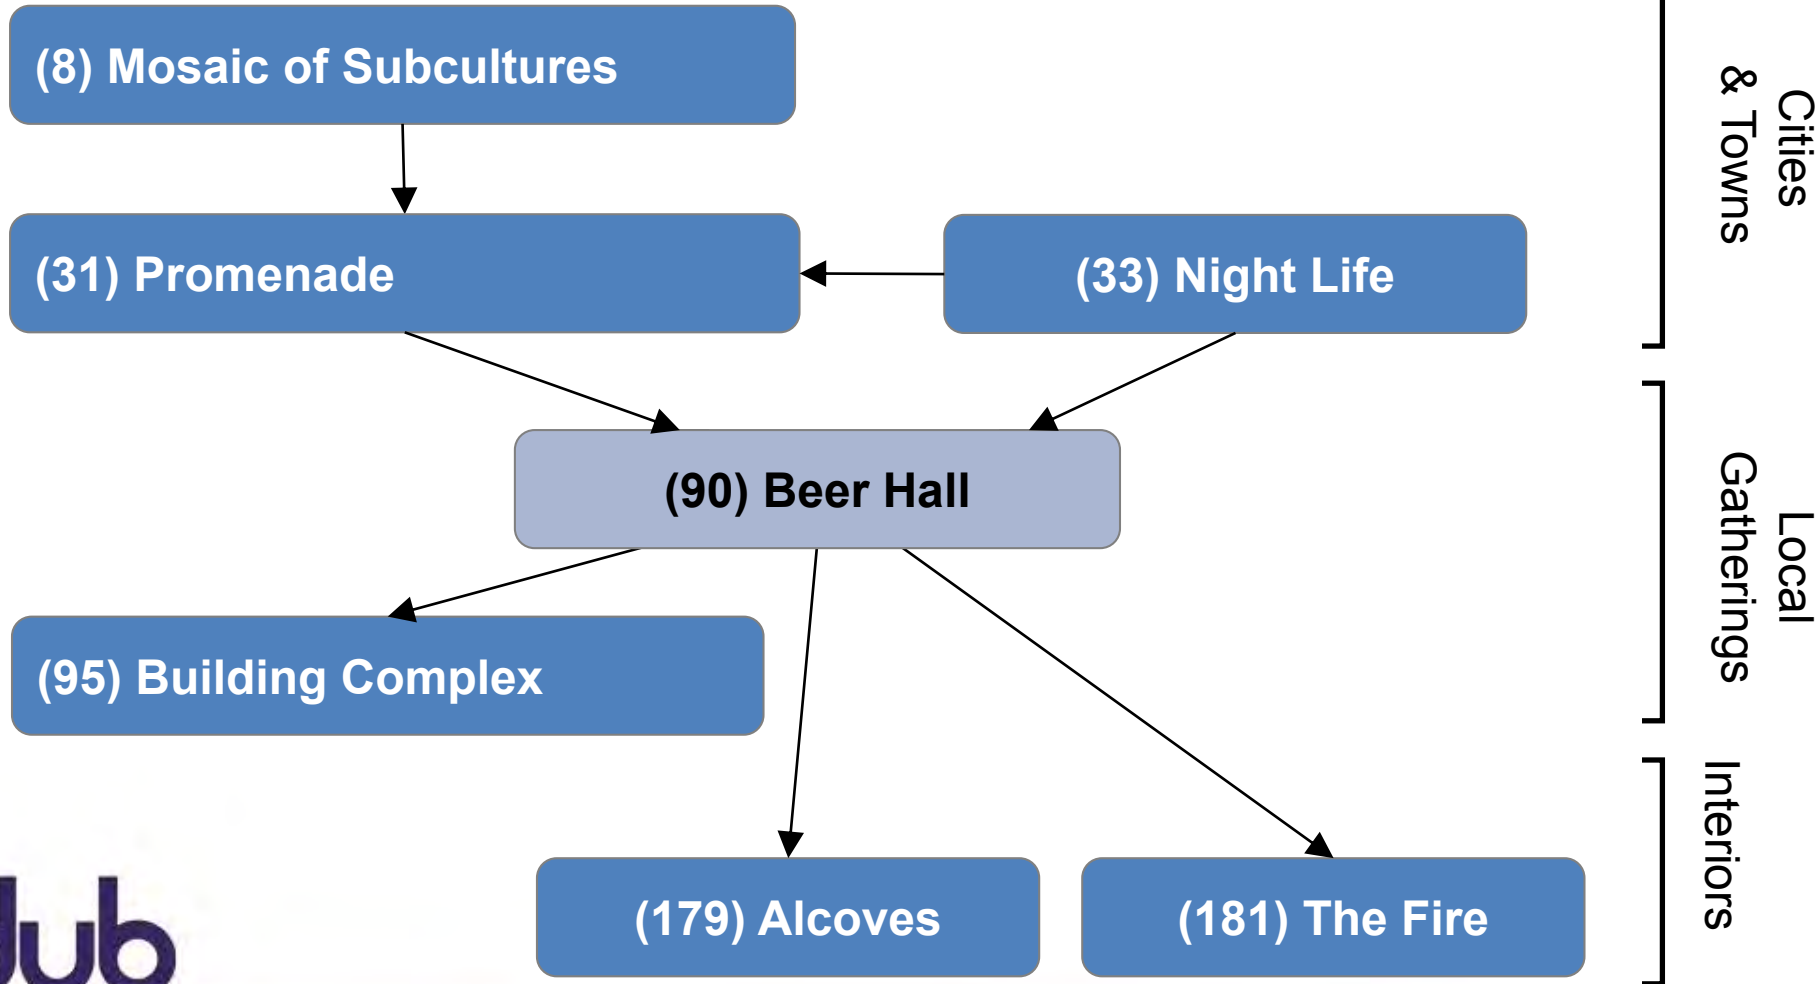 (8) Mosaic of Subcultures
(31) Promenade
(33) Night Life
(90) Beer Hall
(95) Building Complex
(179) Alcoves
(181) The Fire
Cities
& Towns
Local
Gatherings
Interiors